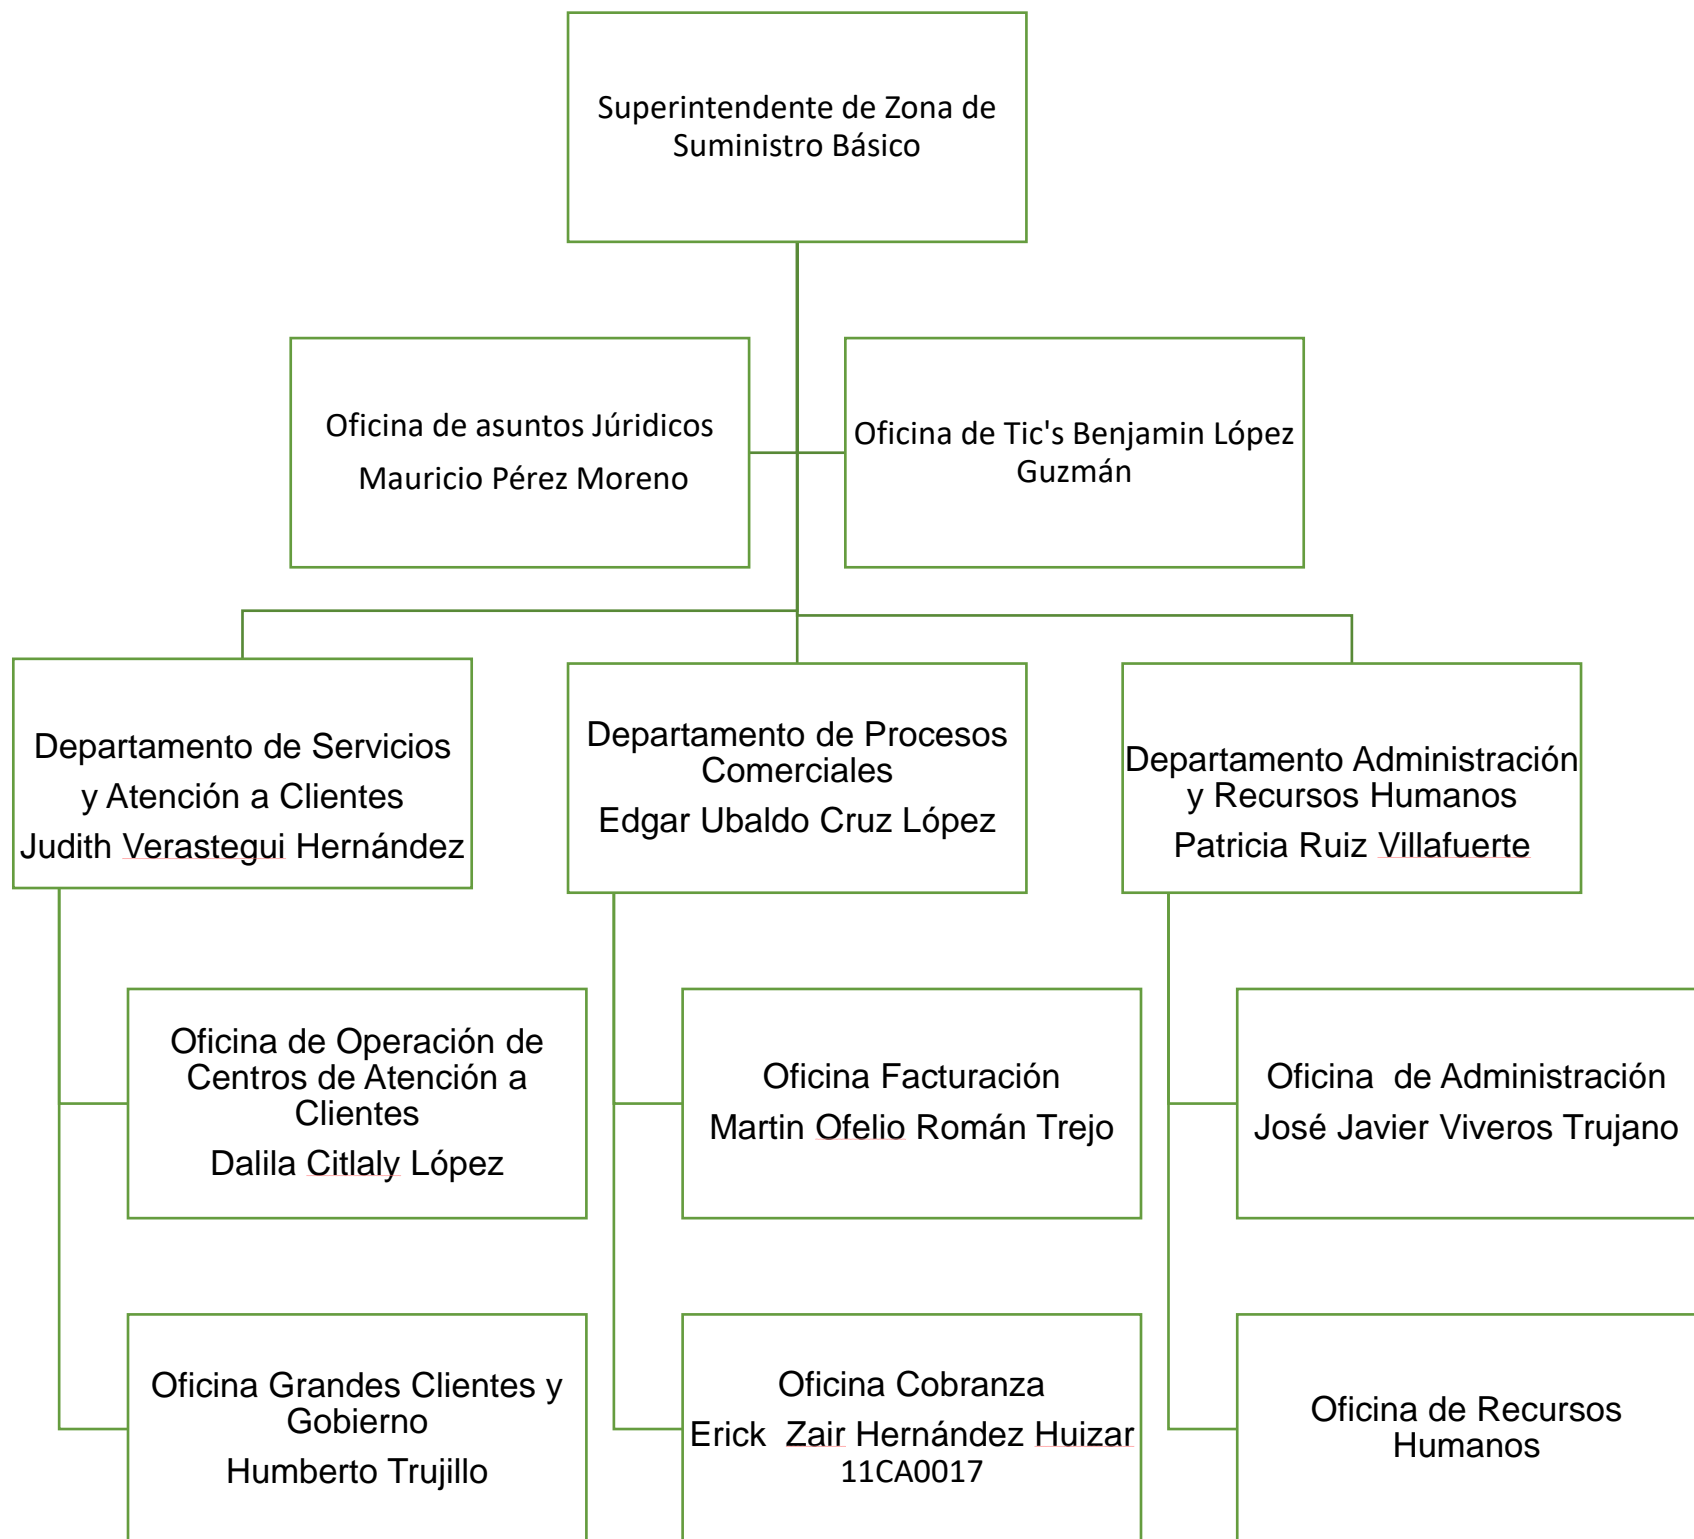 Superintendente de Zona de
Suministro Básico
Oficina de asuntos Júridicos
Mauricio Pérez Moreno
Oficina de Tic's Benjamin López
Guzmán
Departamento de Servicios
y Atención a Clientes
Judith Verastegui Hernández
Departamento de Procesos
Comerciales
Edgar Ubaldo Cruz López
Departamento Administración
y Recursos Humanos
Patricia Ruiz Villafuerte
Oficina de Operación de
Centros de Atención a
Clientes
Dalila Citlaly López
Oficina Facturación
Martin Ofelio Román Trejo
Oficina  de Administración
José Javier Viveros Trujano
Oficina Grandes Clientes y
Gobierno
Humberto Trujillo
Oficina Cobranza
Erick  Zair Hernández Huizar
11CA0017
Oficina de Recursos
Humanos